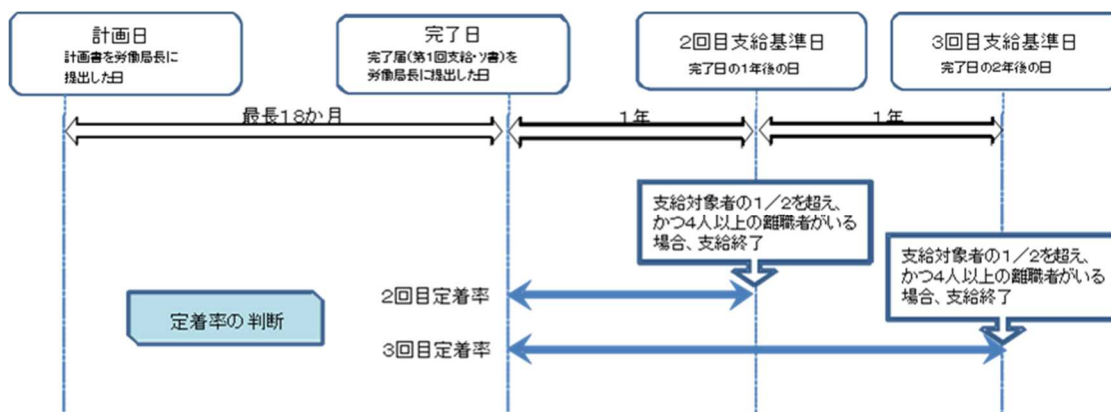 計画日
計画書を労働局長に
提出した日
完了日
完了届(第1回支給・ソ書)を
労働局長に提出した日
2回目支給基準日
完了日の1年後の日
3回目支給基準日
完了日の2年後の日
最長18か月
1年
1年
支給対象者の1/2を超え、
かつ4人以上の離職者がいる
場合、支給終了
支給対象者の1/2を超え、
かつ4人以上の離職者がいる
場合、支給終了
定着率の判断
2回目定着率
3回目定着率